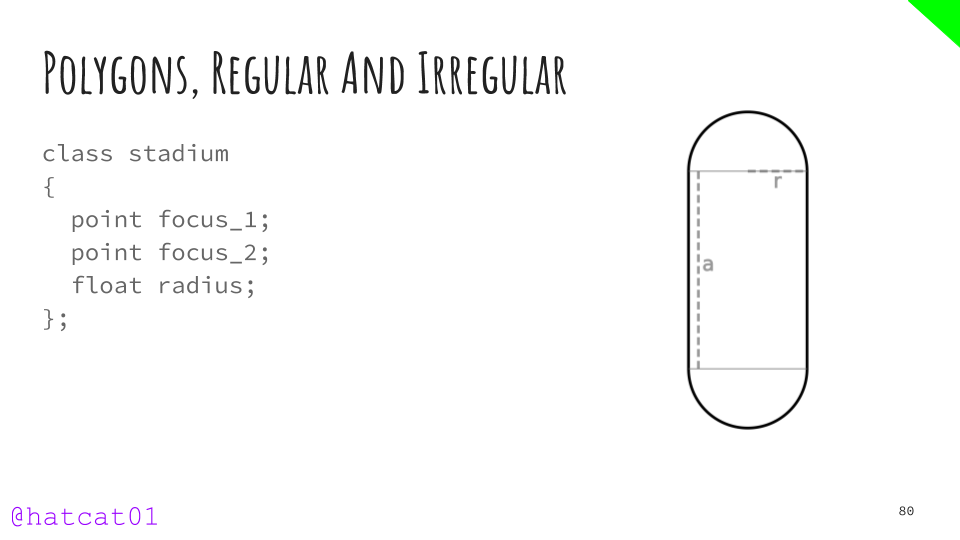 Polygons, Regular And Irregular
class stadium
{
  point focus_1;
  point focus_2;
  float radius;
};
r
a
@hatcat01
80